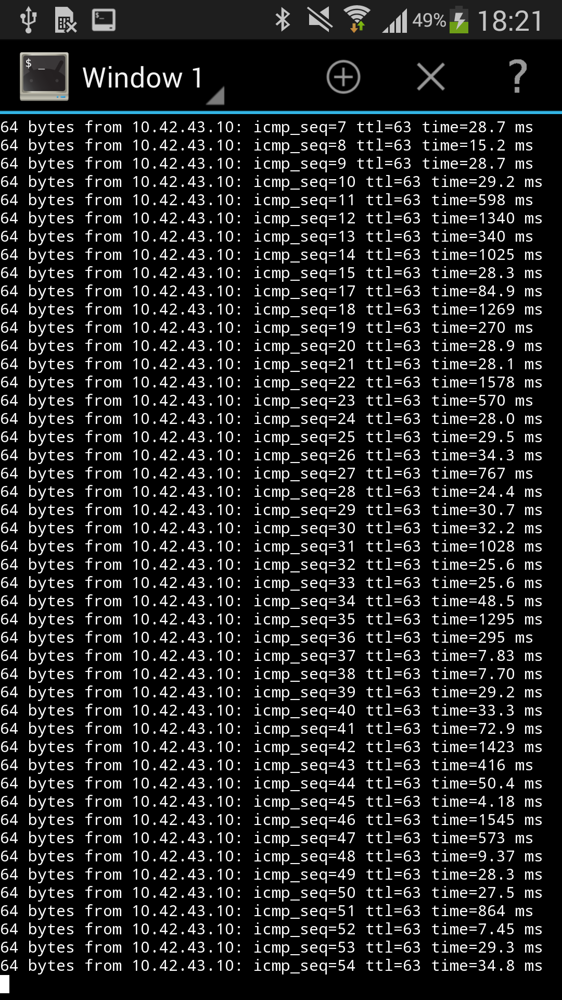 49% 18:21
$ _ Window 1 ?
64 bytes from 10.42.43.10: icmp_seq=7 ttl=63 time=28.7 ms
64 bytes from 10.42.43.10: icmp_seq=8 ttl=63 time=15.2 ms
64 bytes from 10.42.43.10: icmp_seq=9 ttl=63 time=28.7 ms
64 bytes from 10.42.43.10: icmp_seq=10 ttl=63 time=29.2 ms
64 bytes from 10.42.43.10: icmp_seq=11 ttl=63 time=598 ms
64 bytes from 10.42.43.10: icmp_seq=12 ttl=63 time=1340 ms
64 bytes from 10.42.43.10: icmp_seq=13 ttl=63 time=340 ms
64 bytes from 10.42.43.10: icmp_seq=14 ttl=63 time=1025 ms
64 bytes from 10.42.43.10: icmp_seq=15 ttl=63 time=28.3 ms
64 bytes from 10.42.43.10: icmp_seq=17 ttl=63 time=84.9 ms
64 bytes from 10.42.43.10: icmp_seq=18 ttl=63 time=1269 ms
64 bytes from 10.42.43.10: icmp_seq=19 ttl=63 time=270 ms
64 bytes from 10.42.43.10: icmp_seq=20 ttl=63 time=28.9 ms
64 bytes from 10.42.43.10: icmp_seq=21 ttl=63 time=28.1 ms
64 bytes from 10.42.43.10: icmp_seq=22 ttl=63 time=1578 ms
64 bytes from 10.42.43.10: icmp_seq=23 ttl=63 time=570 ms
64 bytes from 10.42.43.10: icmp_seq=24 ttl=63 time=28.0 ms
64 bytes from 10.42.43.10: icmp_seq=25 ttl=63 time=29.5 ms
64 bytes from 10.42.43.10: icmp_seq=26 ttl=63 time=34.3 ms
64 bytes from 10.42.43.10: icmp_seq=27 ttl=63 time=767 ms
64 bytes from 10.42.43.10: icmp_seq=28 ttl=63 time=24.4 ms
64 bytes from 10.42.43.10: icmp_seq=29 ttl=63 time=30.7 ms
64 bytes from 10.42.43.10: icmp_seq=30 ttl=63 time=32.2 ms
64 bytes from 10.42.43.10: icmp_seq=31 ttl=63 time=1028 ms
64 bytes from 10.42.43.10: icmp_seq=32 ttl=63 time=25.6 ms
64 bytes from 10.42.43.10: icmp_seq=33 ttl=63 time=25.6 ms
64 bytes from 10.42.43.10: icmp_seq=34 ttl=63 time=48.5 ms
64 bytes from 10.42.43.10: icmp_seq=35 ttl=63 time=1295 ms
64 bytes from 10.42.43.10: icmp_seq=36 ttl=63 time=295 ms
64 bytes from 10.42.43.10: icmp_seq=37 ttl=63 time=7.83 ms
64 bytes from 10.42.43.10: icmp_seq=38 ttl=63 time=7.70 ms
64 bytes from 10.42.43.10: icmp_seq=39 ttl=63 time=29.2 ms
64 bytes from 10.42.43.10: icmp_seq=40 ttl=63 time=33.3 ms
64 bytes from 10.42.43.10: icmp_seq=41 ttl=63 time=72.9 ms
64 bytes from 10.42.43.10: icmp_seq=42 ttl=63 time=1423 ms
64 bytes from 10.42.43.10: icmp_seq=43 ttl=63 time=416 ms
64 bytes from 10.42.43.10: icmp_seq=44 ttl=63 time=50.4 ms
64 bytes from 10.42.43.10: icmp_seq=45 ttl=63 time=4.18 ms
64 bytes from 10.42.43.10: icmp_seq=46 ttl=63 time=1545 ms
64 bytes from 10.42.43.10: icmp_seq=47 ttl=63 time=573 ms
64 bytes from 10.42.43.10: icmp_seq=48 ttl=63 time=9.37 ms
64 bytes from 10.42.43.10: icmp_seq=49 ttl=63 time=28.3 ms
64 bytes from 10.42.43.10: icmp_seq=50 ttl=63 time=27.5 ms
64 bytes from 10.42.43.10: icmp_seq=51 ttl=63 time=864 ms
64 bytes from 10.42.43.10: icmp_seq=52 ttl=63 time=7.45 ms
64 bytes from 10.42.43.10: icmp_seq=53 ttl=63 time=29.3 ms
64 bytes from 10.42.43.10: icmp_seq=54 ttl=63 time=34.8 ms